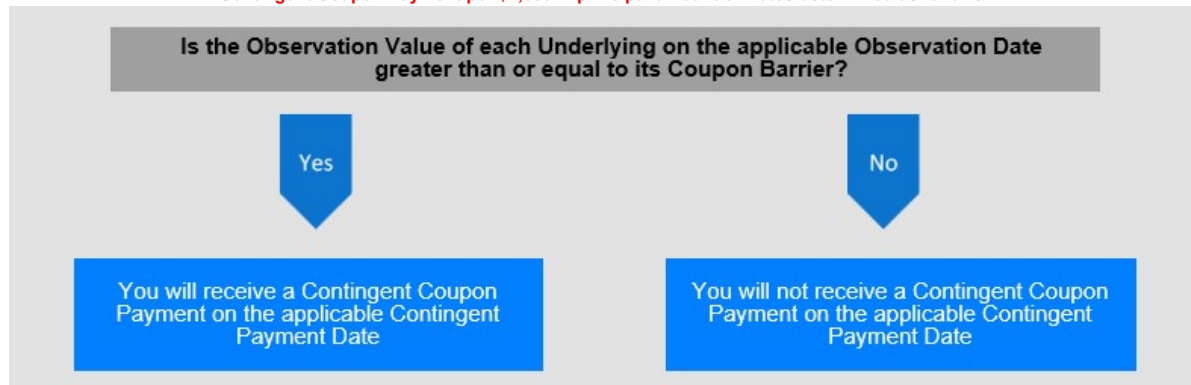 Is the Observation Value of each Underlying on the applicable Observation Date
greater than or equal to its Coupon Barrier?
Yes
No
You will receive a Contingent Coupon
Payment on the applicable Contingent
Payment Date
You will not receive a Contingent Coupon
Payment on the applicable Contingent
Payment Date